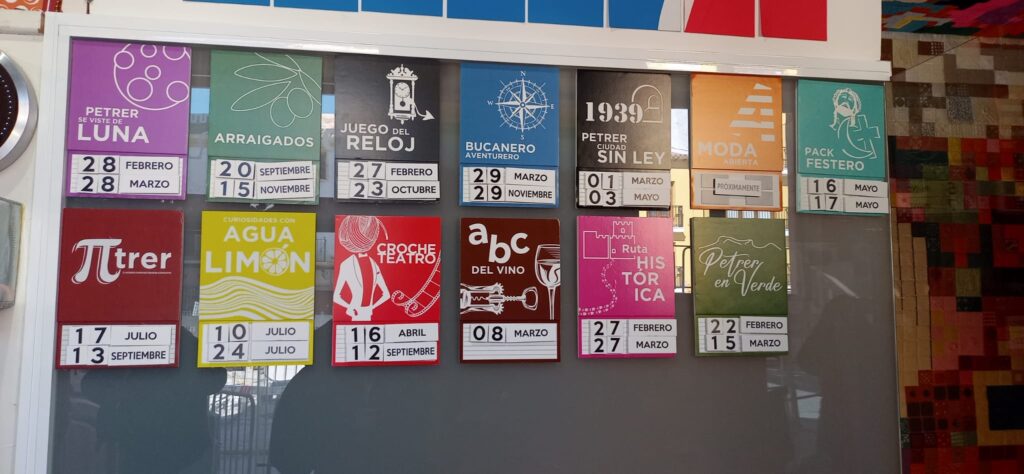 PETRER
SE VISTE DE
LUNA
28 FEBRERO
28 MARZO
ARRAIGADOS
20 SEPTIEMBRE
15 NOVIEMBRE
JUEGO DEL
RELOJ
27 FEBRERO
23 OCTUBRE
N
W E
S
BUCANERO
AVENTURERO
29 MARZO
29 NOVIEMBRE
1939
PETRER
CIUDAD
SIN LEY
01 MARZO
03 MAYO
MODA
ABIERTA
PRÓXIMAMENTE
PACK
FESTERO
16 MAYO
17 MAYO
πtrer
17 JULIO
13 SEPTIEMBRE
CURIOSIDADES CON
AGUA
LIMÓN
10 JULIO
24 JULIO
CROCHE
TEATRO
16 ABRIL
12 SEPTIEMBRE
abc
DEL VINO
08 MARZO
Ruta
HIS
TÓR
ICA
27 FEBRERO
27 MARZO
Petrer
en
Verde
22 FEBRERO
15 MARZO